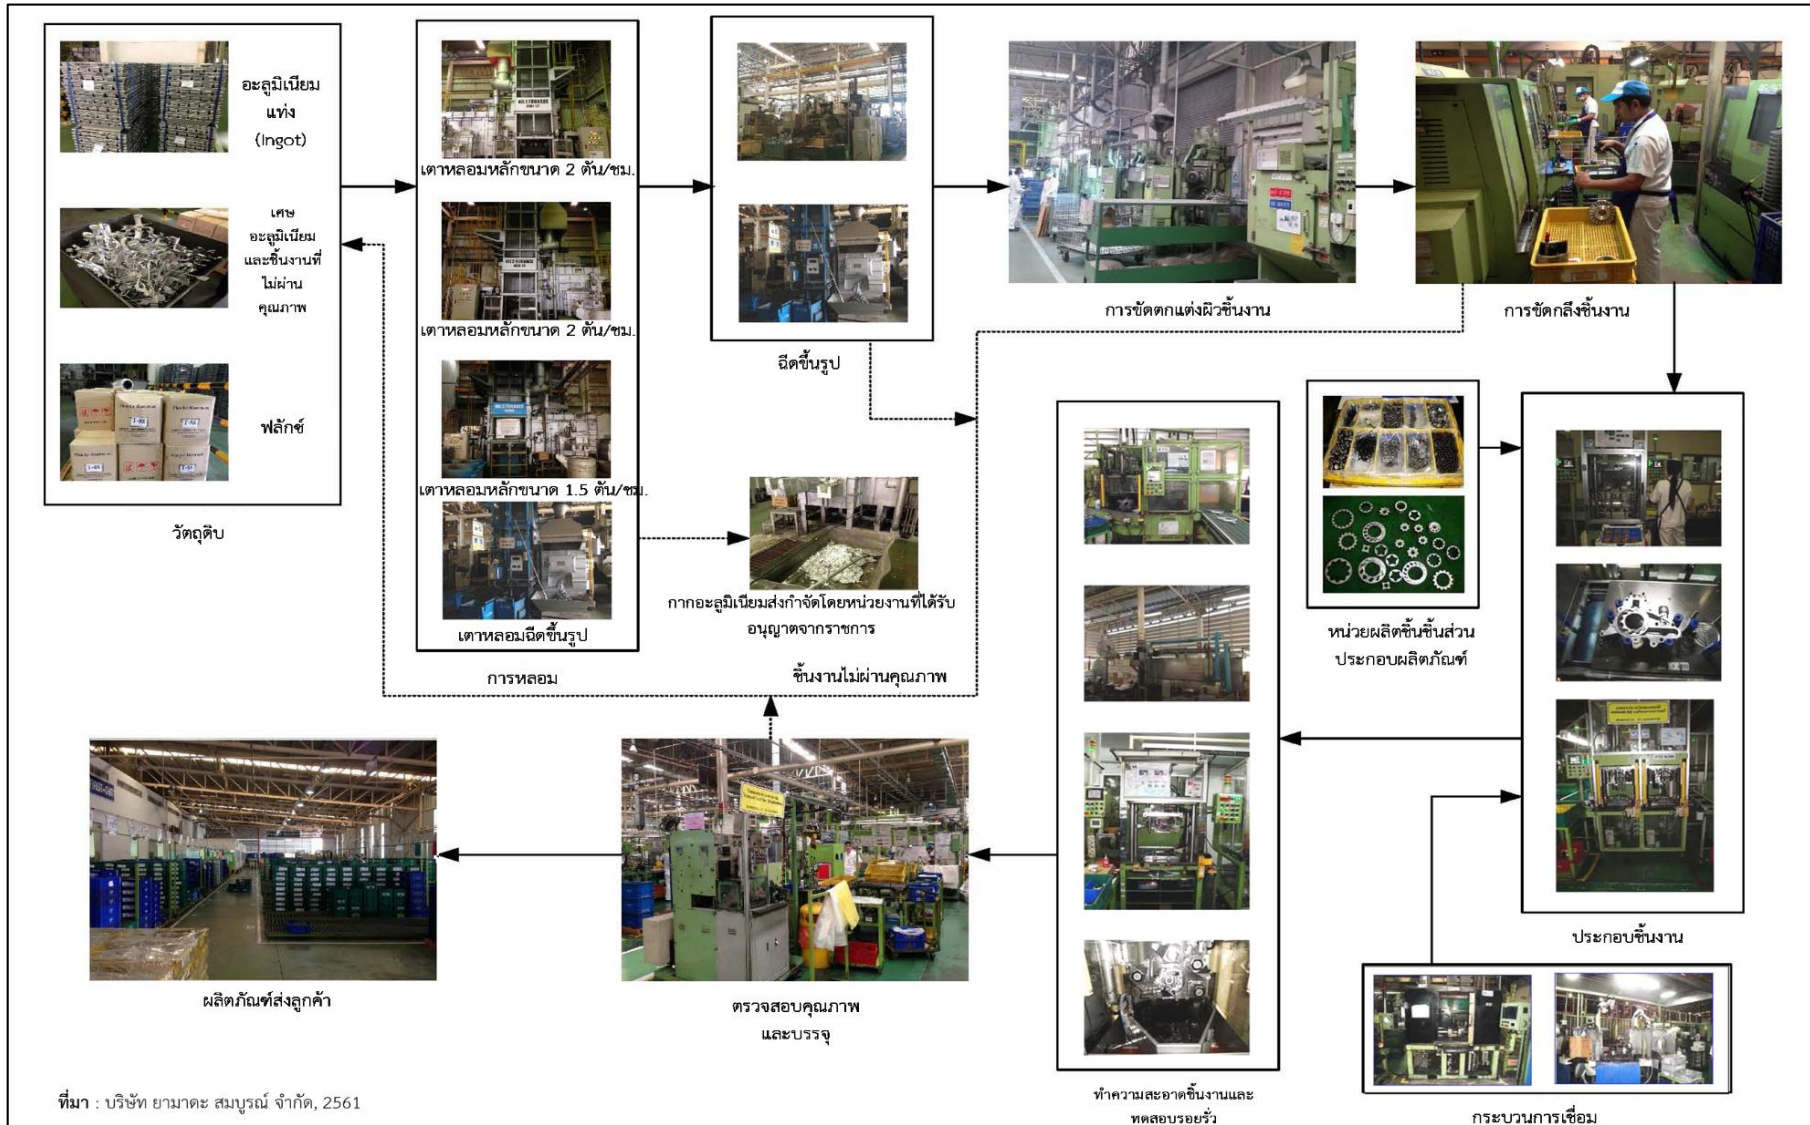 อะลูมิเนียม
แท่ง
(Ingot)
เศษ
อะลูมิเนียม
และชิ้นงานที่
ไม่ผ่าน
คุณภาพ
ฟลักซ์
วัตถุดิบ
เตาหลอมหลักขนาด 2 ตัน/ชม.
เตาหลอมหลักขนาด 2 ตัน/ชม.
เตาหลอมหลักขนาด 1.5 ตัน/ชม.
เตาหลอมฉีดขึ้นรูป
การหลอม
ฉีดขึ้นรูป
การขัดตกแต่งผิวชิ้นงาน
การขัดกลึงชิ้นงาน
กากอะลูมิเนียมส่งกำจัดโดยหน่วยงานที่ได้รับ
อนุญาตจากราชการ
ชิ้นงานไม่ผ่านคุณภาพ
หน่วยผลิตชิ้นชิ้นส่วน
ประกอบผลิตภัณฑ์
ประกอบชิ้นงาน
กระบวนการเชื่อม
ทำความสะอาดชิ้นงานและ
ทดสอบรอยรั่ว
ตรวจสอบคุณภาพ
และบรรจุ
ผลิตภัณฑ์ส่งลูกค้า
ที่มา : บริษัท ยามาดะ สมบูรณ์ จำกัด, 2561